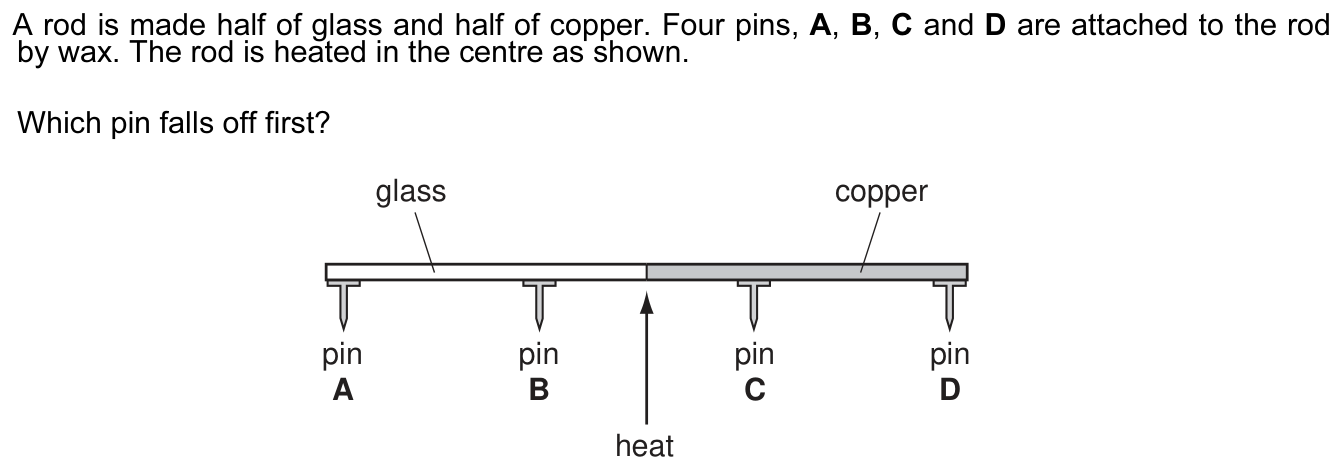 A rod is made half of glass and half of copper. Four pins, A, B, C and D are attached to the rod
by wax. The rod is heated in the centre as shown.
Which pin falls off first?
glass copper
pin pin pin pin
A B C D
heat